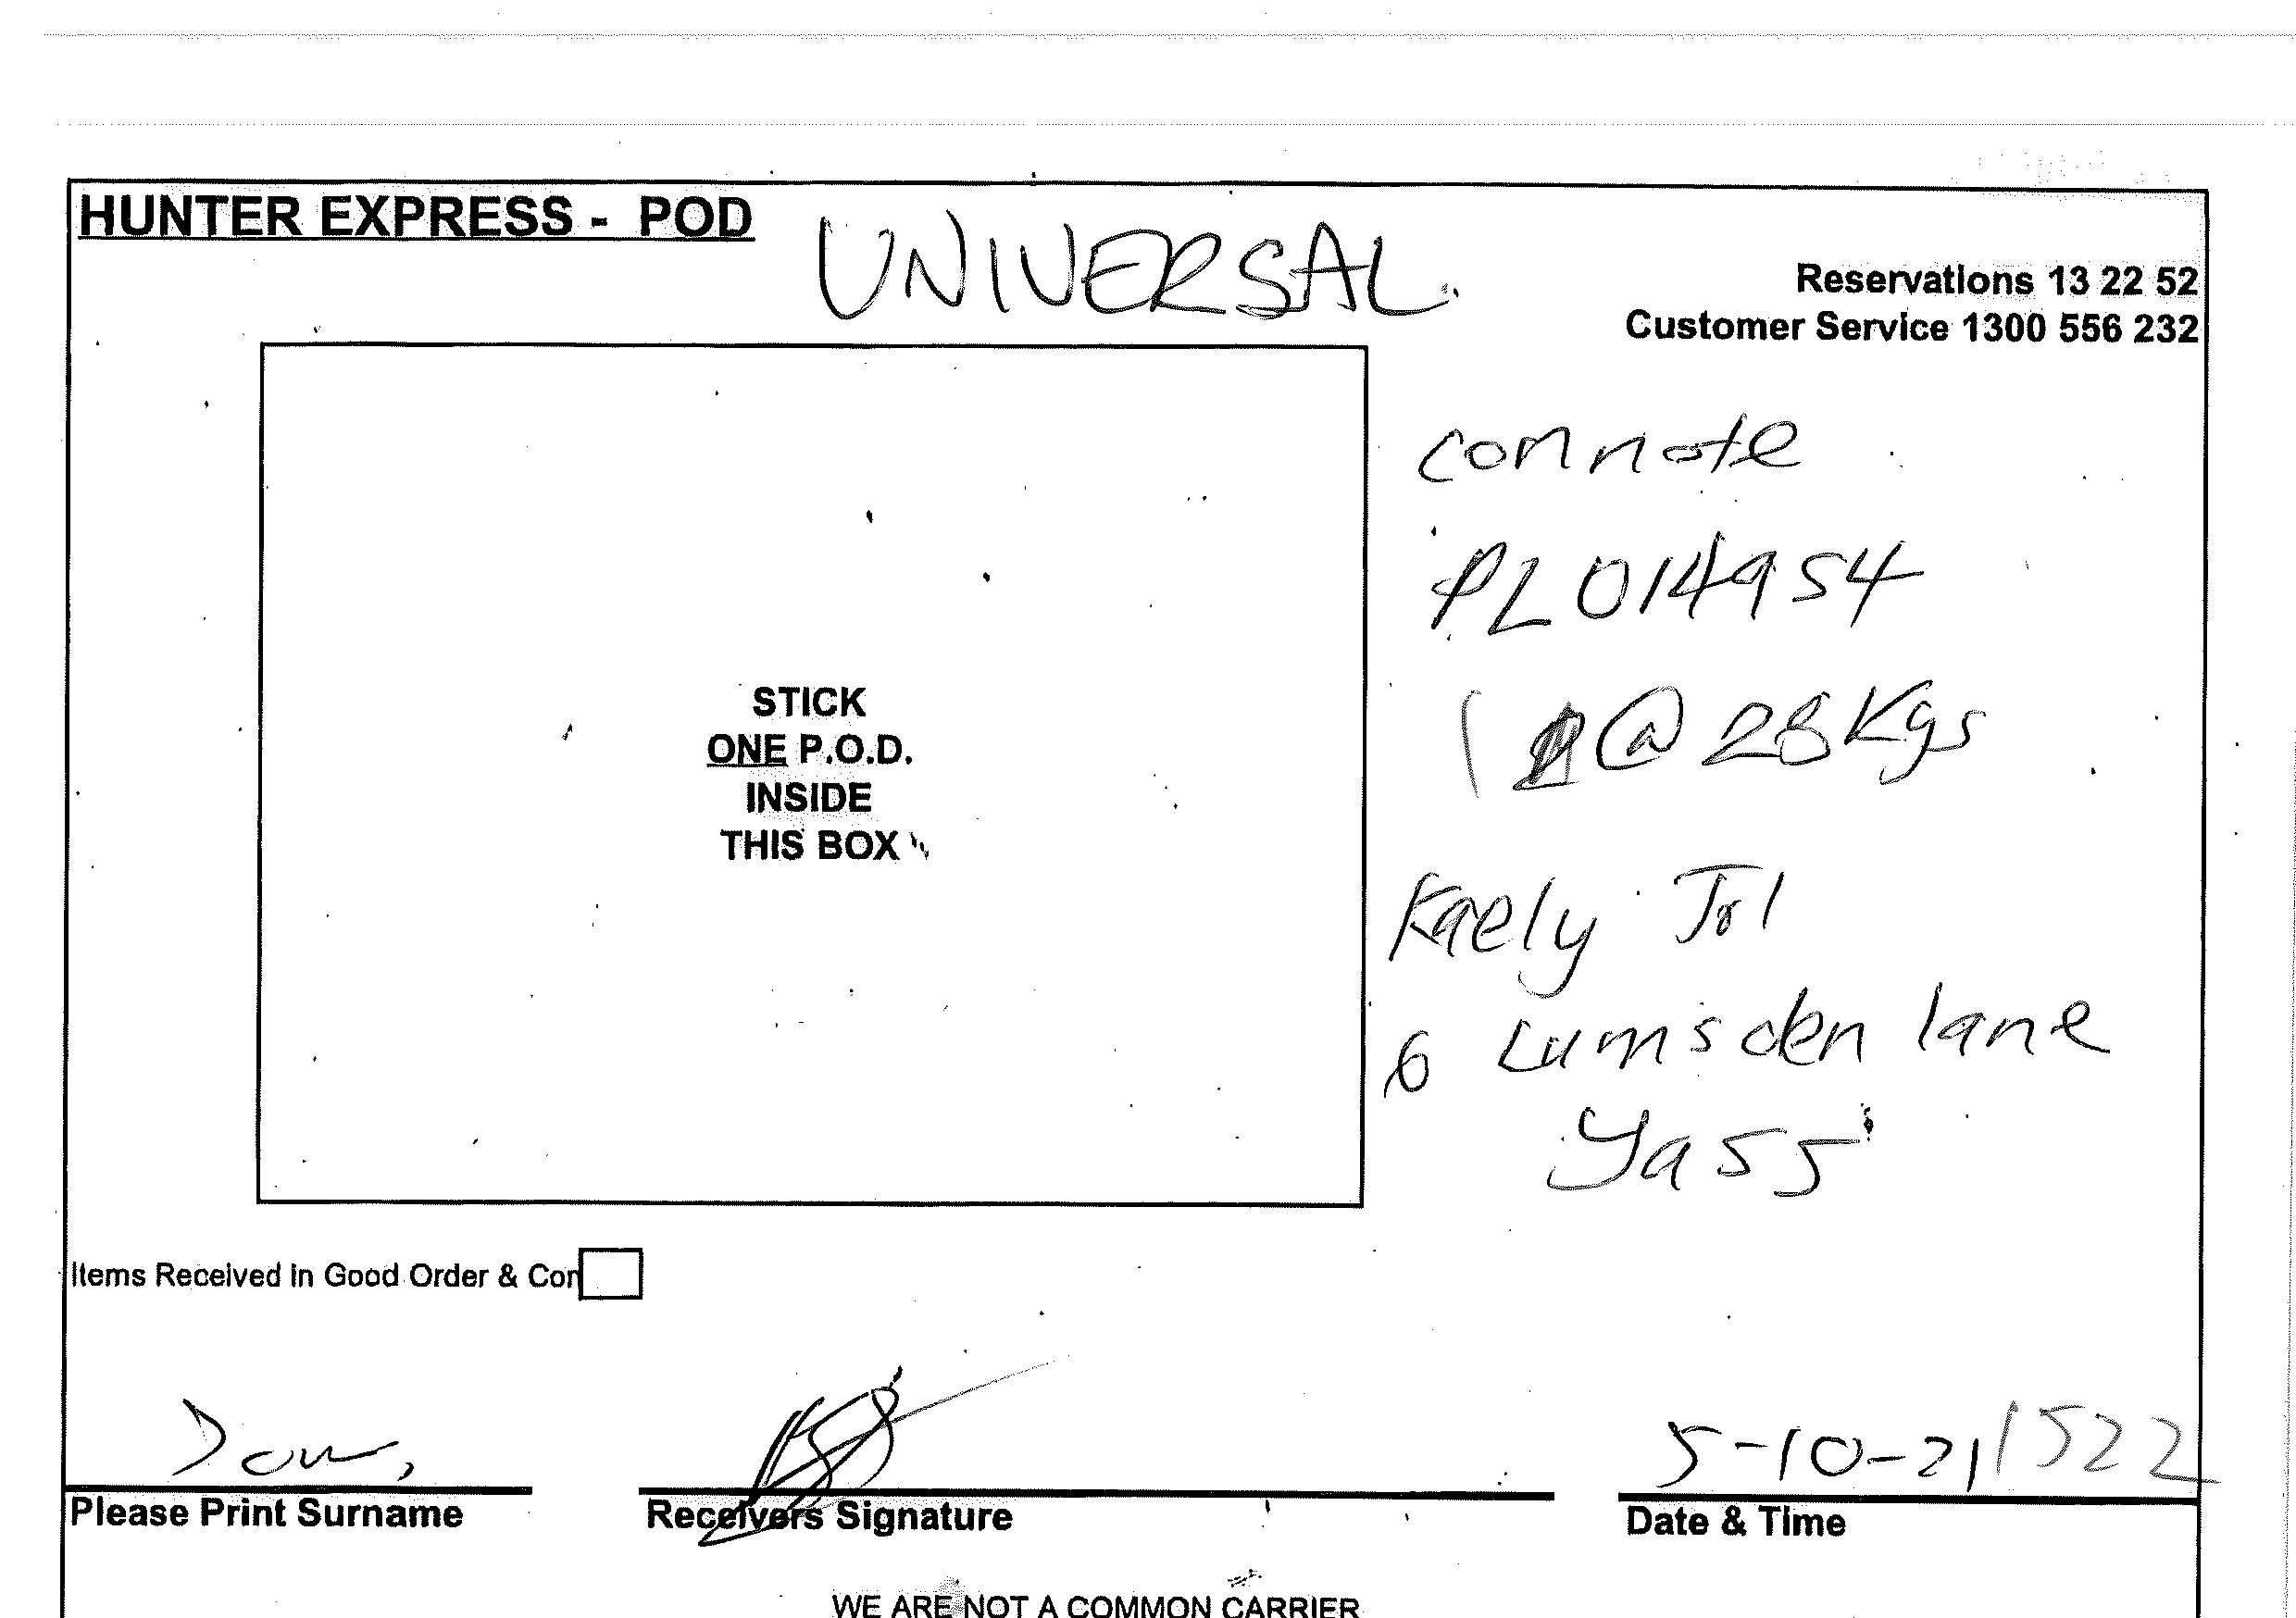 HUNTER EXPRESS - POD
UNIVERSAL.
Reservations 13 22 52
Customer Service 1300 556 232
connote
PL014954
1 @ 28Kgs
STICK
ONE P.O.D.
INSIDE
THIS BOX
Kaely
6 Lumsden lane
Yass
Items Received in Good Order & Con
5-10-21 1522
Please Print Surname
Receivers Signature
Date & Time
WE ARE NOT A COMMON CARRIER